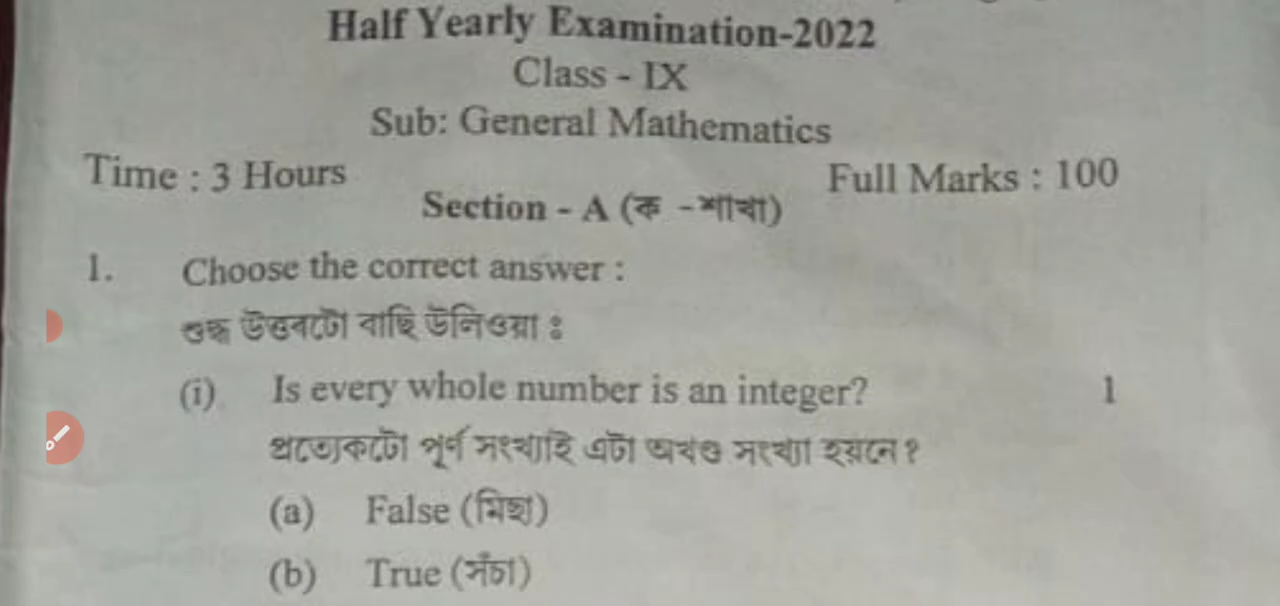 Half Yearly Examination-2022
Class - IX
Sub: General Mathematics
Time : 3 Hours Full Marks : 100
Section - A (ক -শাখা)
1. Choose the correct answer :
শুদ্ধ উত্তৰটো বাছি উলিওৱা ঃ
(i) Is every whole number is an integer? 1
প্ৰত্যেকটো পূৰ্ণ সংখ্যাই এটা অখণ্ড সংখ্যা হয়নে ?
(a) False (মিছা)
(b) True (সঁচা)